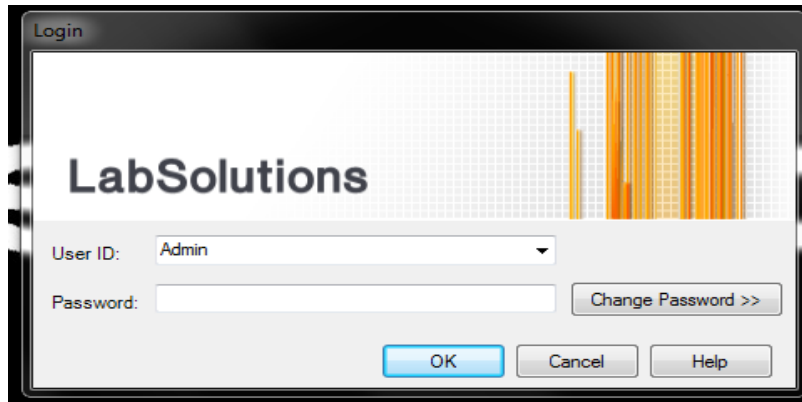 Login
LabSolutions
User ID: Admin
Password: Change Password >>
OK Cancel Help